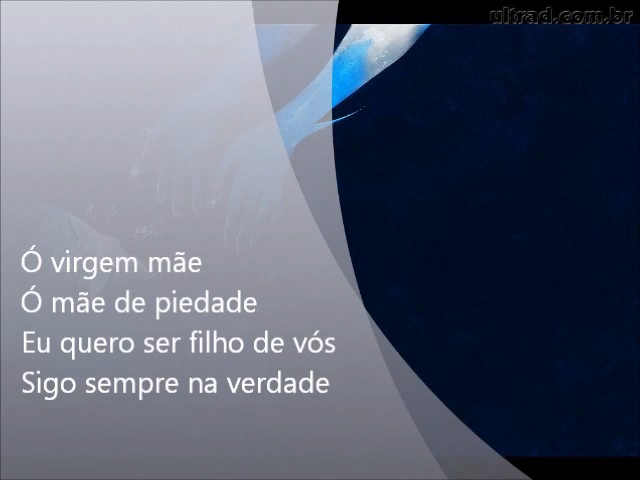 ultrad.com.br
Ó virgem mãe
Ó mãe de piedade
Eu quero ser filho de vós
Sigo sempre na verdade